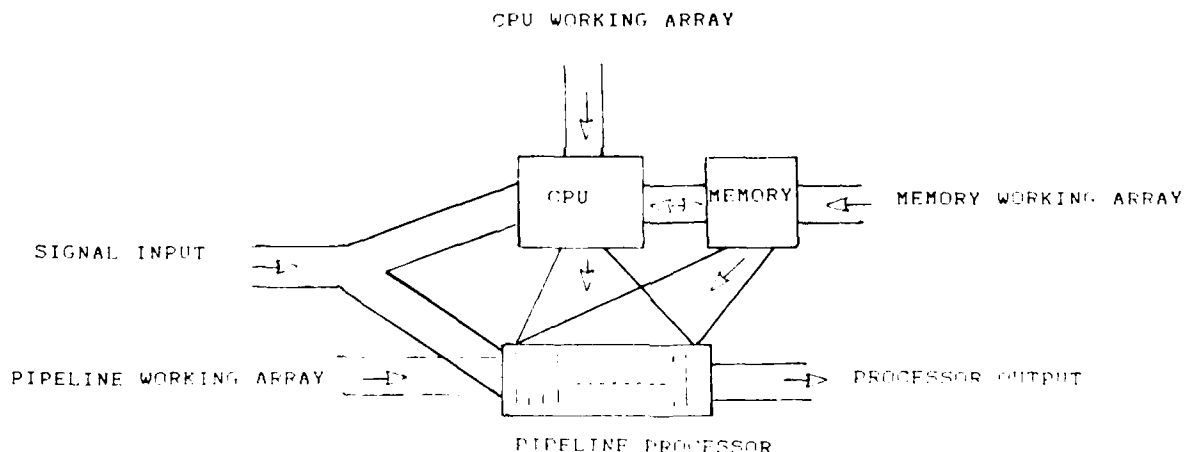 CPU WORKING ARRAY
CPU
MEMORY
MEMORY WORKING ARRAY
SIGNAL INPUT
PIPELINE WORKING ARRAY
PROCESSOR OUTPUT
PIPELINE PROCESSOR